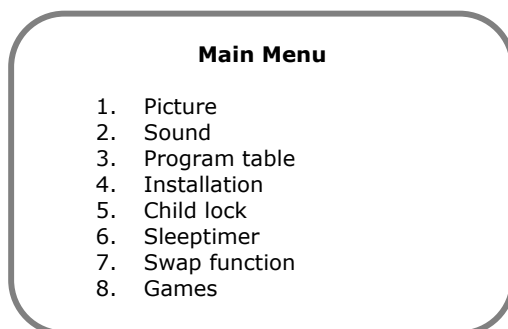 Main Menu
1. Picture
2. Sound
3. Program table
4. Installation
5. Child lock
6. Sleeptimer
7. Swap function
8. Games